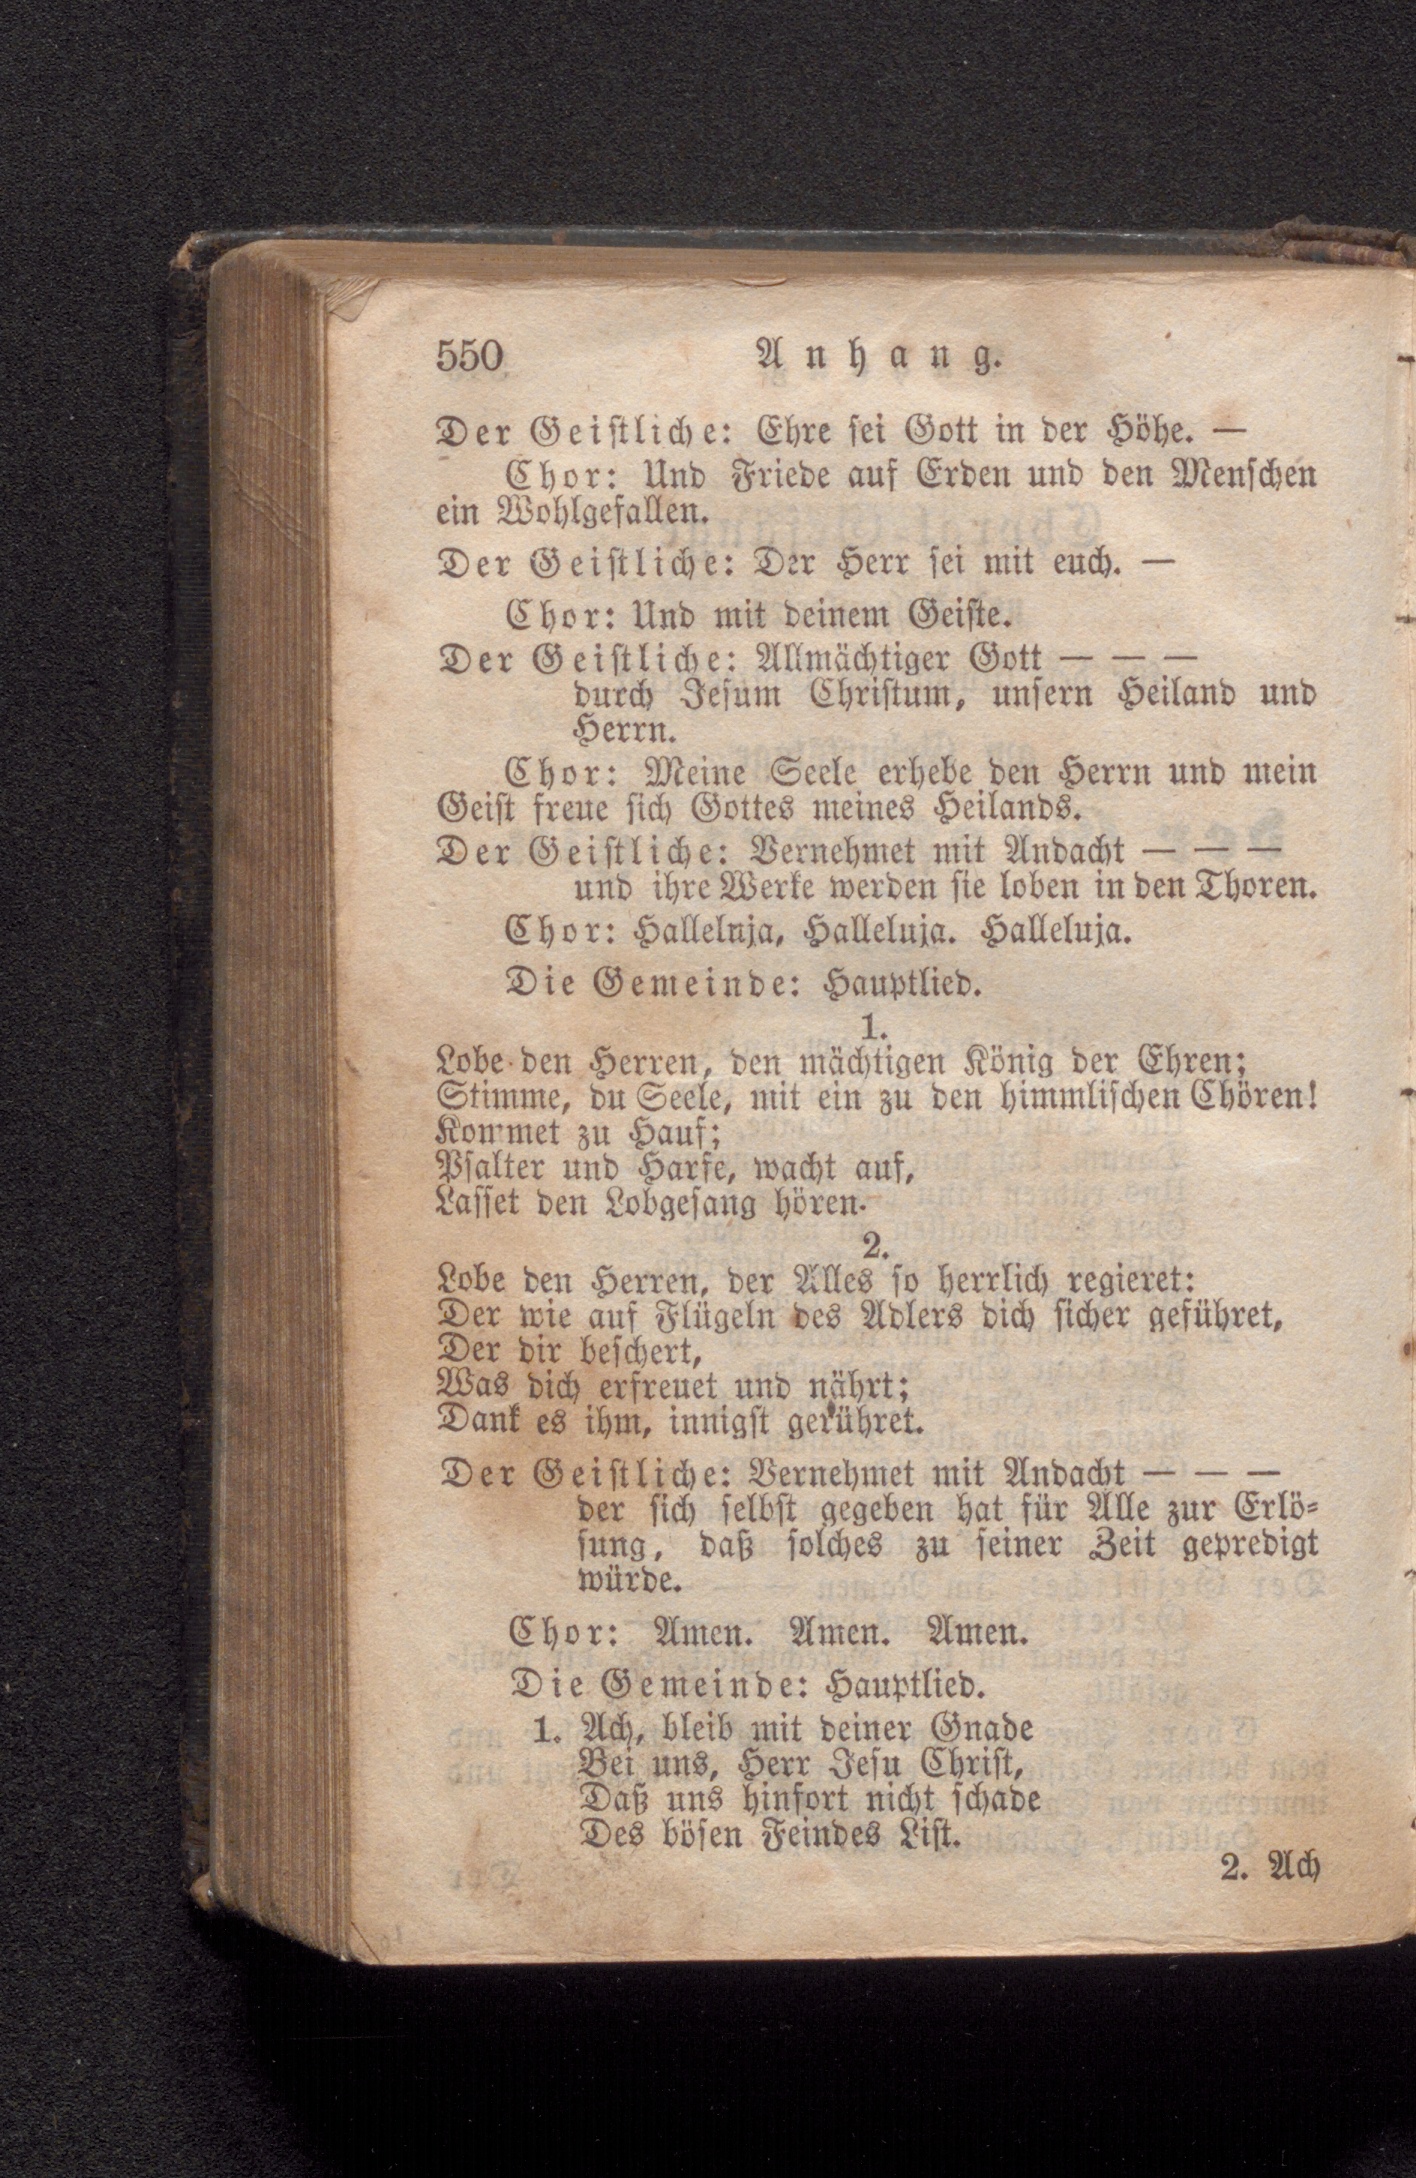 550 Anhang.
Der Geistliche: Ehre sei Gott in der Höhe. —
Chor: Und Friede auf Erden und den Menschen
ein Wohlgefallen.
Der Geistliche: Der Herr sei mit euch. —
Chor: Und mit deinem Geiste.
Der Geistliche: Allmächtiger Gott — — —
durch Jesum Christum, unsern Heiland und
Herrn.
Chor: Meine Seele erhebe den Herrn und mein
Geist freue sich Gottes meines Heilands.
Der Geistliche: Vernehmet mit Andacht — — —
und ihre Werke werden sie loben in den Thoren.
Chor: Halleluja, Halleluja. Halleluja.
Die Gemeinde: Hauptlied.
1.
Lobe den Herren, den mächtigen König der Ehren;
Stimme, du Seele, mit ein zu den himmlischen Chören!
Kommet zu Hauf;
Psalter und Harfe, wacht auf,
Lasset den Lobgesang hören.
2.
Lobe den Herren, der Alles so herrlich regieret:
Der wie auf Flügeln des Adlers dich sicher geführet,
Der dir beschert,
Was dich erfreuet und nährt;
Dank es ihm, innigst gerühret.
Der Geistliche: Vernehmet mit Andacht — — —
der sich selbst gegeben hat für Alle zur Erlö-
sung, daß solches zu seiner Zeit gepredigt
würde.
Chor: Amen. Amen. Amen.
Die Gemeinde: Hauptlied.
1. Ach, bleib mit deiner Gnade
Bei uns, Herr Jesu Christ,
Daß uns hinfort nicht schade
Des bösen Feindes List.
2. Ach